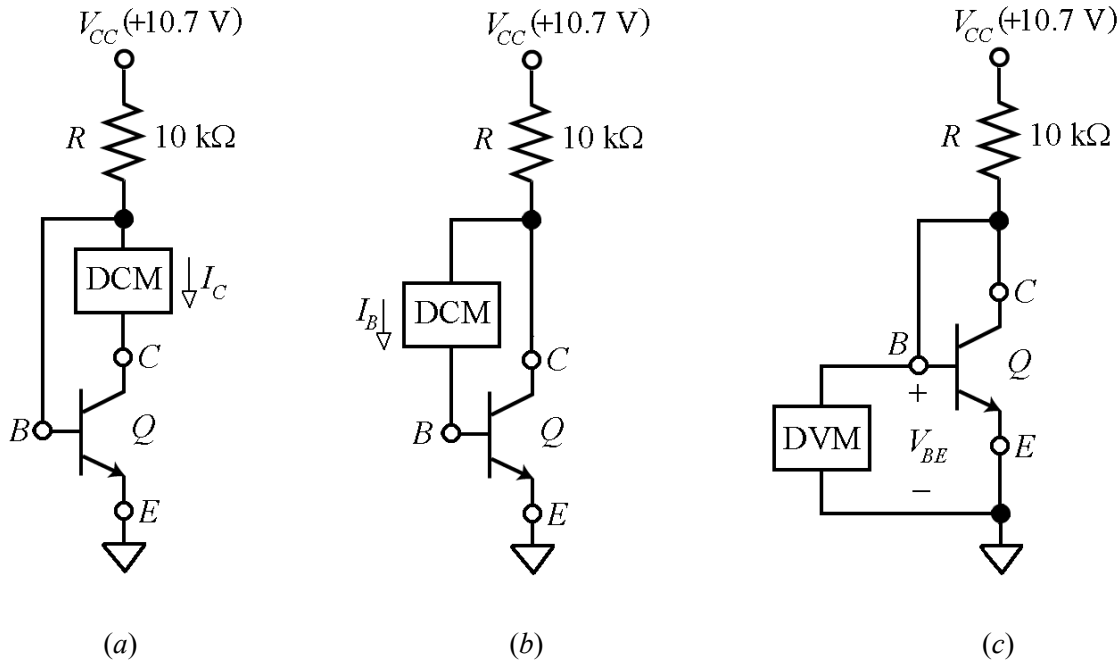 V_CC (+10.7 V)
R 10 kΩ
DCM I_C
C
B Q
E
(a)
V_CC (+10.7 V)
R 10 kΩ
I_B DCM
C
B Q
E
(b)
V_CC (+10.7 V)
R 10 kΩ
C
B
Q
+
DVM V_BE E
−
(c)